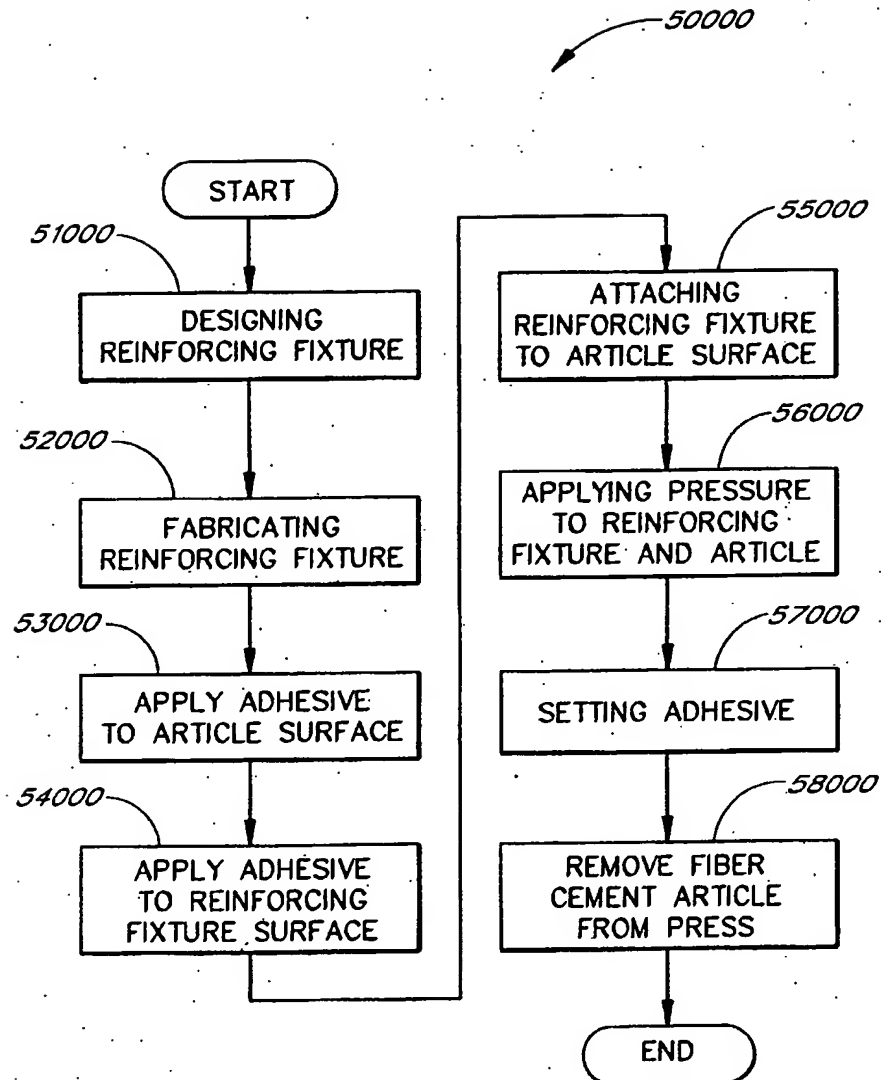 50000
START
51000
DESIGNING
REINFORCING FIXTURE
52000
FABRICATING
REINFORCING FIXTURE
53000
APPLY ADHESIVE
TO ARTICLE SURFACE
54000
APPLY ADHESIVE
TO REINFORCING
FIXTURE SURFACE
55000
ATTACHING
REINFORCING FIXTURE
TO ARTICLE SURFACE
56000
APPLYING PRESSURE
TO REINFORCING
FIXTURE AND ARTICLE
57000
SETTING ADHESIVE
58000
REMOVE FIBER
CEMENT ARTICLE
FROM PRESS
END